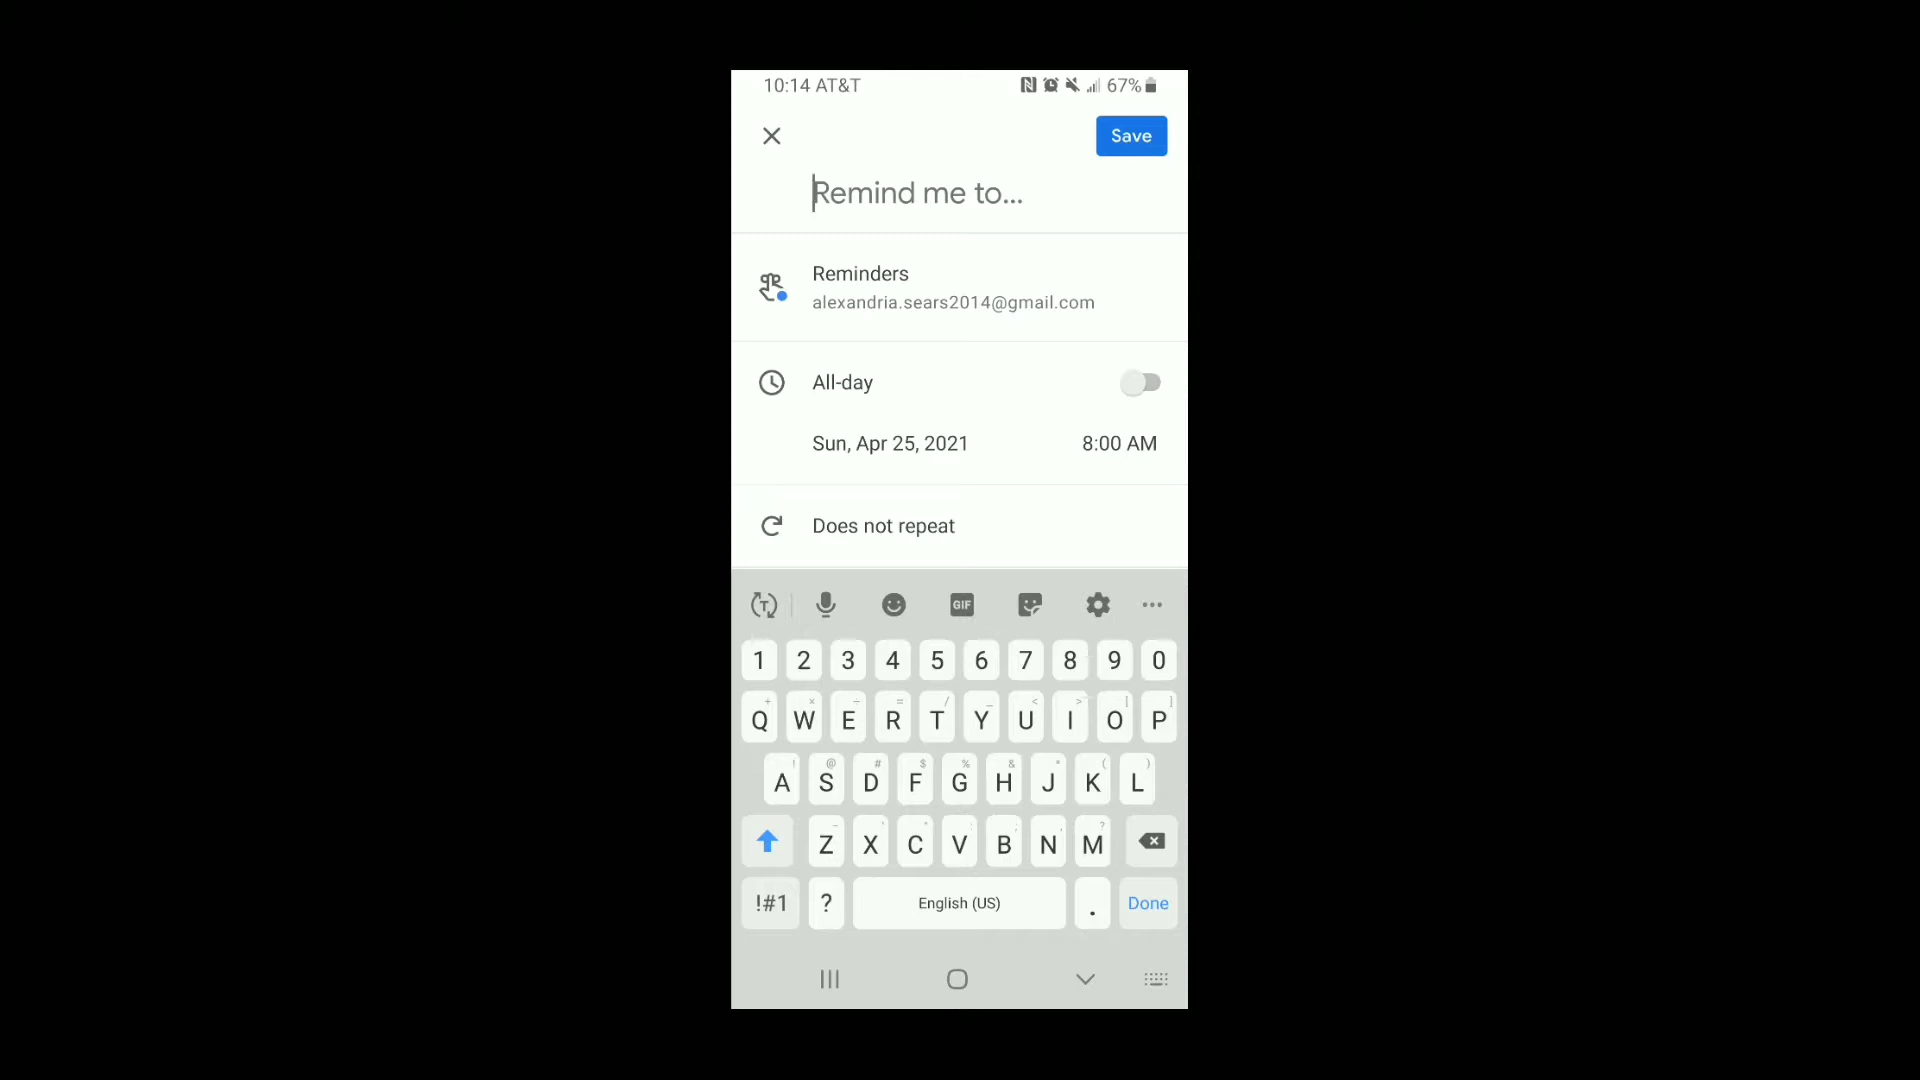 10:14 AT&T 67%
Save
Remind me to...
Reminders
alexandria.sears2014@gmail.com
All-day
Sun, Apr 25, 2021 8:00 AM
Does not repeat
T GIF
1 2 3 4 5 6 7 8 9 0
+ × ÷ = / _ < > [ ]
Q W E R T Y U I O P
! @ # $ % & * ( )
A S D F G H J K L
Z X C V B N M
!#1 ? English (US) . Done